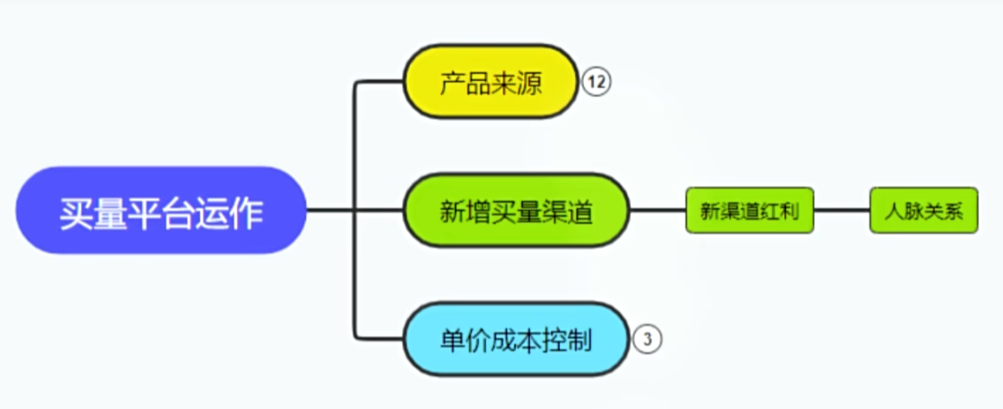 产品来源 12
买量平台运作
新增买量渠道
新渠道红利
人脉关系
单价成本控制 3